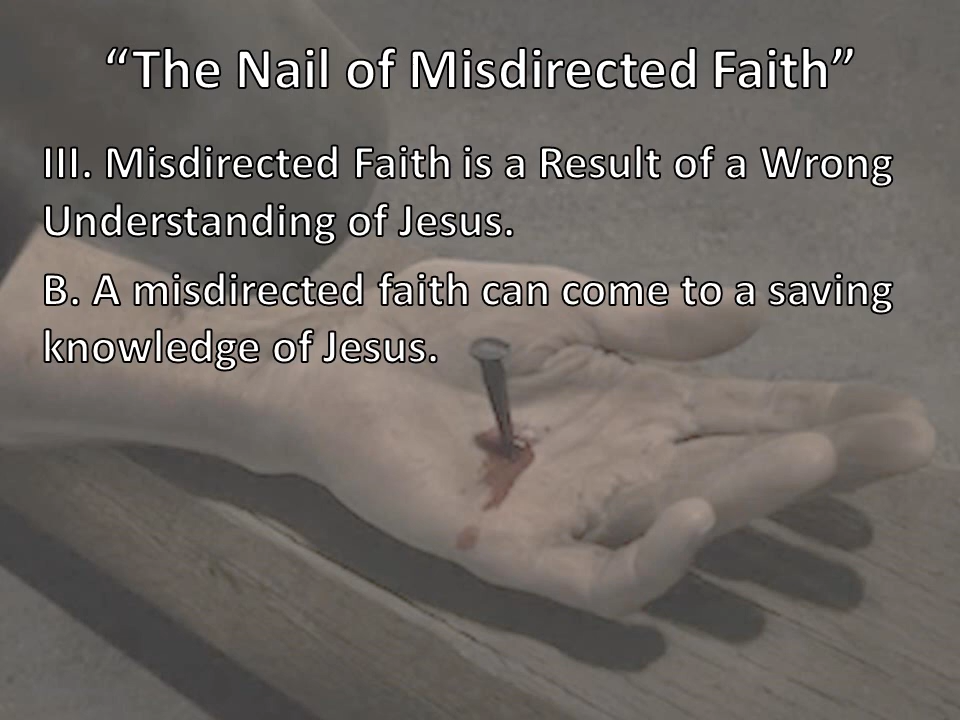 “The Nail of Misdirected Faith”
III. Misdirected Faith is a Result of a Wrong
Understanding of Jesus.
B. A misdirected faith can come to a saving
knowledge of Jesus.